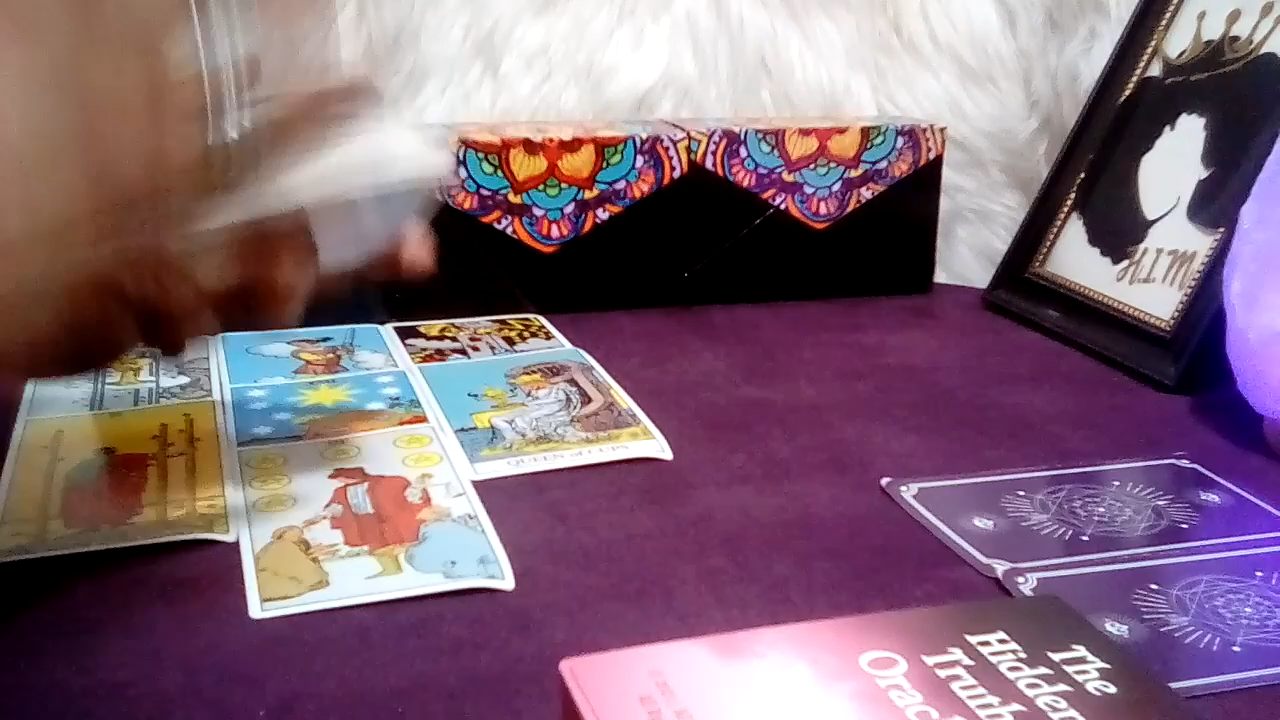 HIM
QUEEN of CUPS
The
Hidden
Truth
Orac